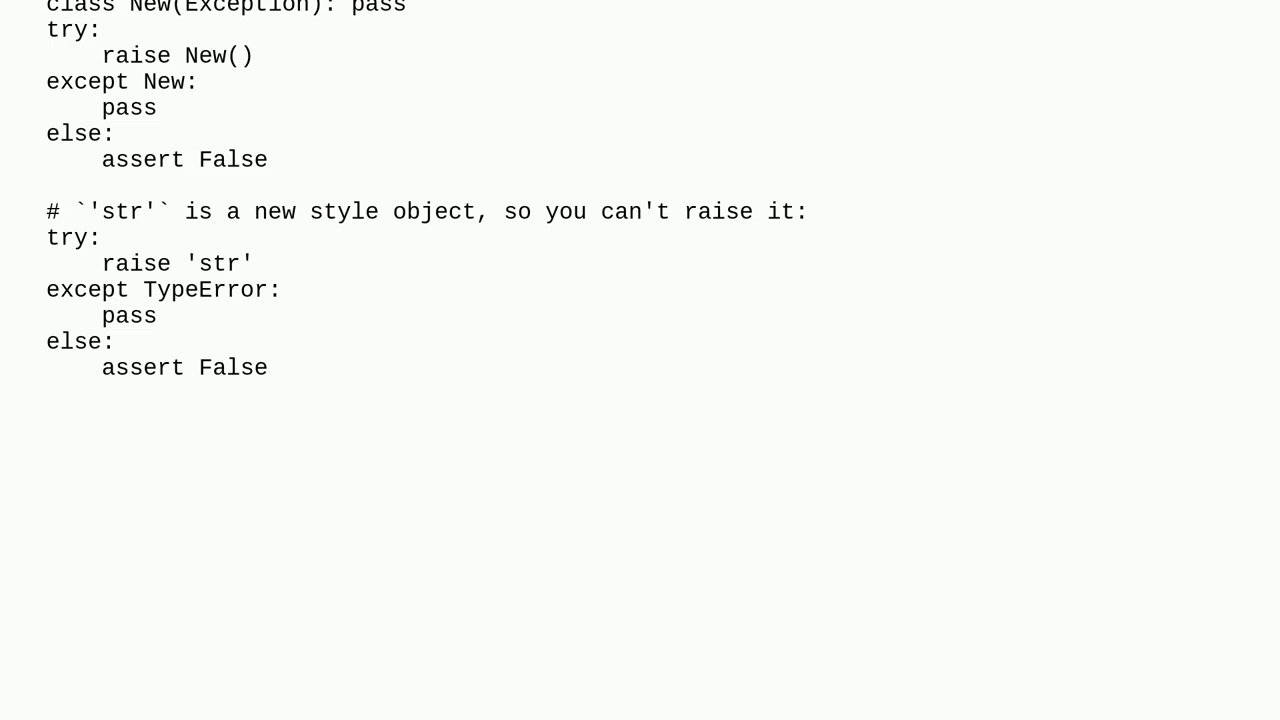 class New(Exception): pass
try:
    raise New()
except New:
    pass
else:
    assert False

# `'str'` is a new style object, so you can't raise it:
try:
    raise 'str'
except TypeError:
    pass
else:
    assert False